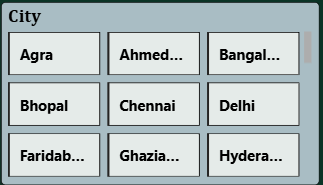 City
Agra Ahmed... Bangal...
Bhopal Chennai Delhi
Faridab... Ghazia... Hydera...